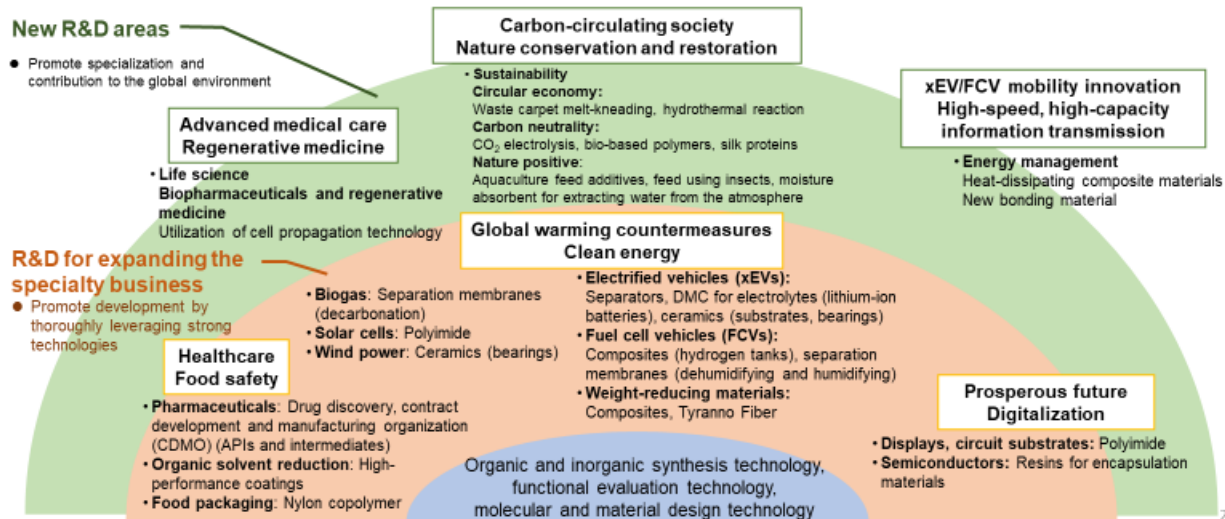 New R&D areas
● Promote specialization and
contribution to the global environment
Carbon-circulating society
Nature conservation and restoration
• Sustainability
Circular economy:
Waste carpet melt-kneading, hydrothermal reaction
Carbon neutrality:
CO₂ electrolysis, bio-based polymers, silk proteins
Nature positive:
Aquaculture feed additives, feed using insects, moisture
absorbent for extracting water from the atmosphere
xEV/FCV mobility innovation
High-speed, high-capacity
information transmission
• Energy management
Heat-dissipating composite materials
New bonding material
Advanced medical care
Regenerative medicine
• Life science
Biopharmaceuticals and regenerative
medicine
Utilization of cell propagation technology
R&D for expanding the
specialty business
● Promote development by
thoroughly leveraging strong
technologies
Global warming countermeasures
Clean energy
• Biogas: Separation membranes
(decarbonation)
• Solar cells: Polyimide
• Wind power: Ceramics (bearings)
• Electrified vehicles (xEVs):
Separators, DMC for electrolytes (lithium-ion
batteries), ceramics (substrates, bearings)
• Fuel cell vehicles (FCVs):
Composites (hydrogen tanks), separation
membranes (dehumidifying and humidifying)
• Weight-reducing materials:
Composites, Tyranno Fiber
Healthcare
Food safety
• Pharmaceuticals: Drug discovery, contract
development and manufacturing organization
(CDMO) (APIs and intermediates)
• Organic solvent reduction: High-
performance coatings
• Food packaging: Nylon copolymer
Prosperous future
Digitalization
• Displays, circuit substrates: Polyimide
• Semiconductors: Resins for encapsulation
materials
Organic and inorganic synthesis technology,
functional evaluation technology,
molecular and material design technology